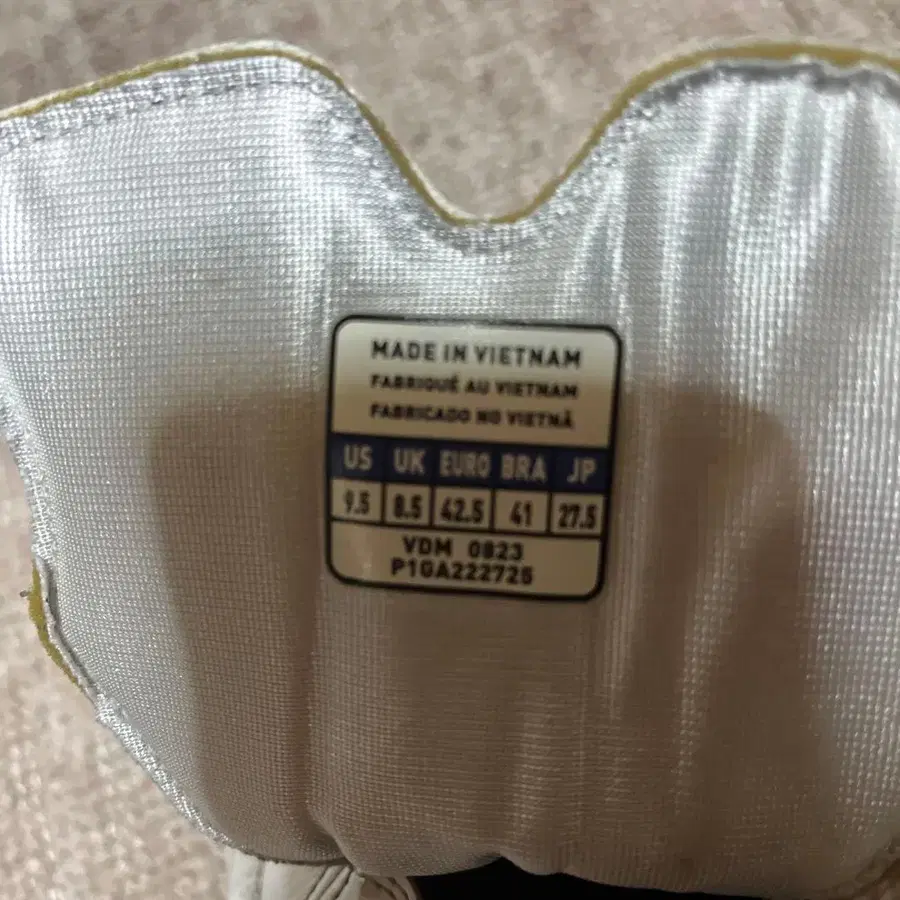 MADE IN VIETNAM
FABRIQUÉ AU VIETNAM
FABRICADO NO VIETNÃ
US UK EURO BRA JP
9.5 8.5 42.5 41 27.5
VDM 0823
P10A222725